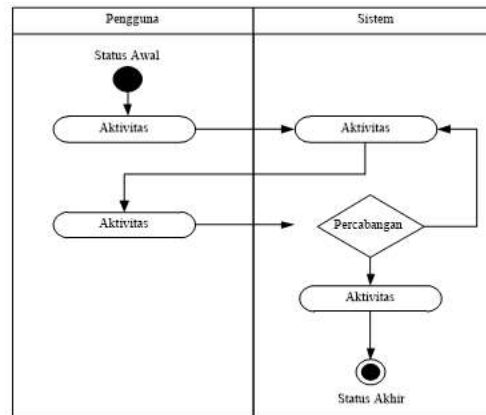 Pengguna
Sistem
Status Awal
Aktivitas
Aktivitas
Aktivitas
Percabangan
Aktivitas
Status Akhir